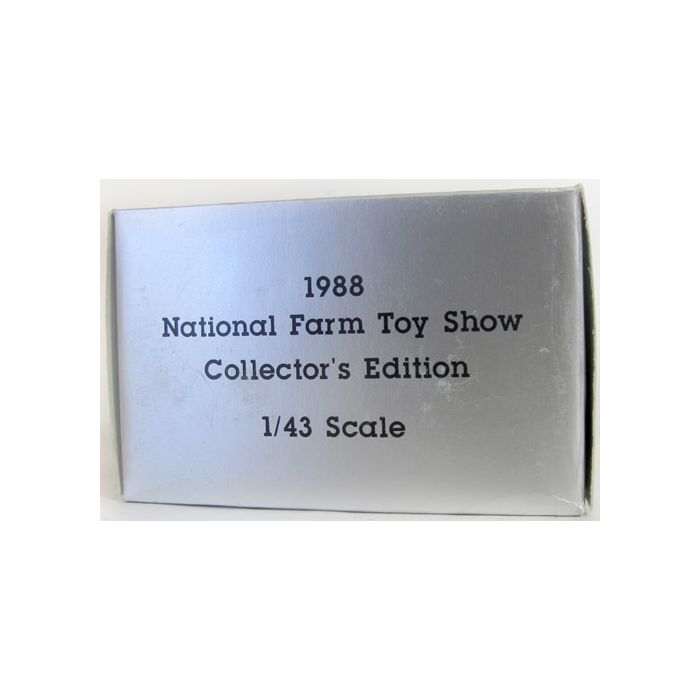 1988
National Farm Toy Show
Collector's Edition
1/43 Scale